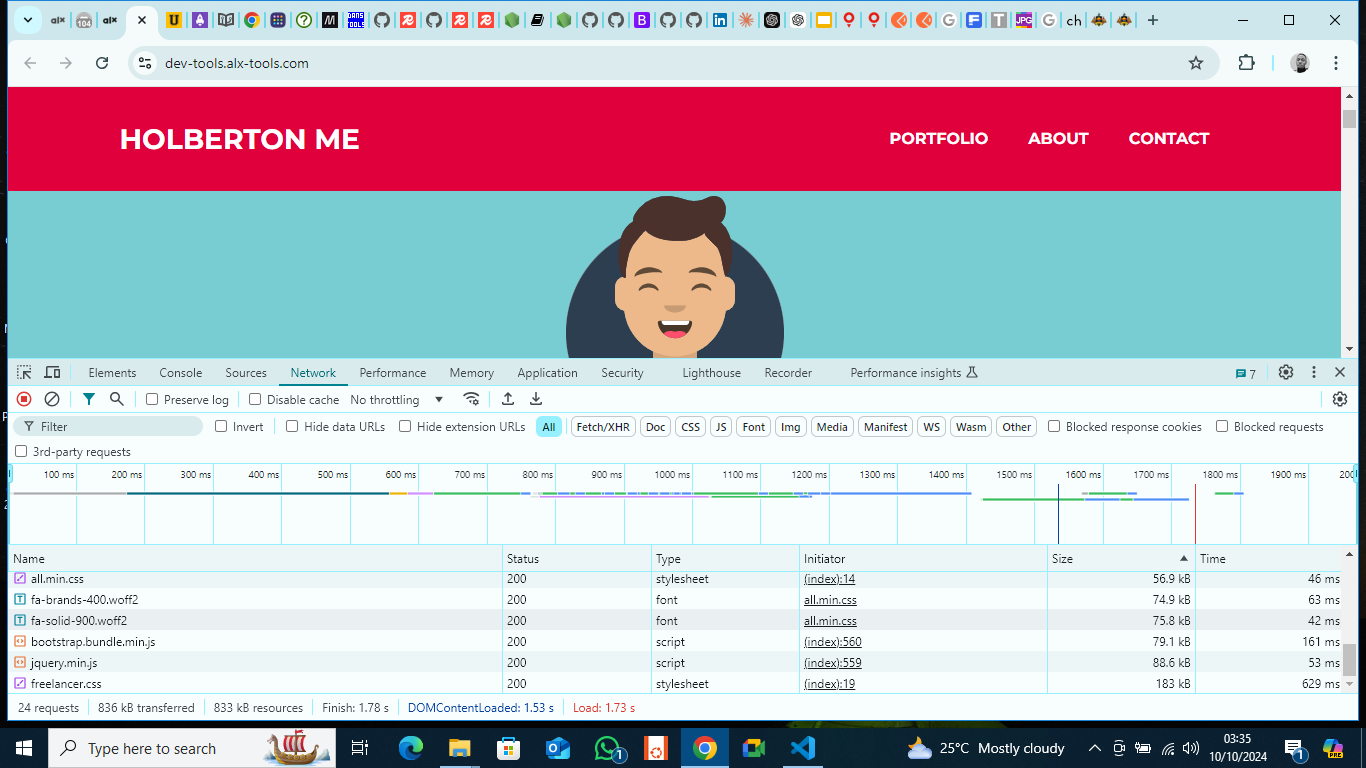 alx 104 alx M DANS TOOLS ch
dev-tools.alx-tools.com
HOLBERTON ME PORTFOLIO ABOUT CONTACT
Elements Console Sources Network Performance Memory Application Security Lighthouse Recorder Performance insights 7
Preserve log Disable cache No throttling
Filter Invert Hide data URLs Hide extension URLs All Fetch/XHR Doc CSS JS Font Img Media Manifest WS Wasm Other Blocked response cookies Blocked requests
3rd-party requests
100 ms 200 ms 300 ms 400 ms 500 ms 600 ms 700 ms 800 ms 900 ms 1000 ms 1100 ms 1200 ms 1300 ms 1400 ms 1500 ms 1600 ms 1700 ms 1800 ms 1900 ms
Name Status Type Initiator Size Time
all.min.css 200 stylesheet (index):14 56.9 kB 46 ms
fa-brands-400.woff2 200 font all.min.css 74.9 kB 63 ms
fa-solid-900.woff2 200 font all.min.css 75.8 kB 42 ms
bootstrap.bundle.min.js 200 script (index):560 79.1 kB 161 ms
jquery.min.js 200 script (index):559 88.6 kB 53 ms
freelancer.css 200 stylesheet (index):19 183 kB 629 ms
24 requests 836 kB transferred 833 kB resources Finish: 1.78 s DOMContentLoaded: 1.53 s Load: 1.73 s
Type here to search 1 25°C Mostly cloudy 03:35 1 PRE
10/10/2024